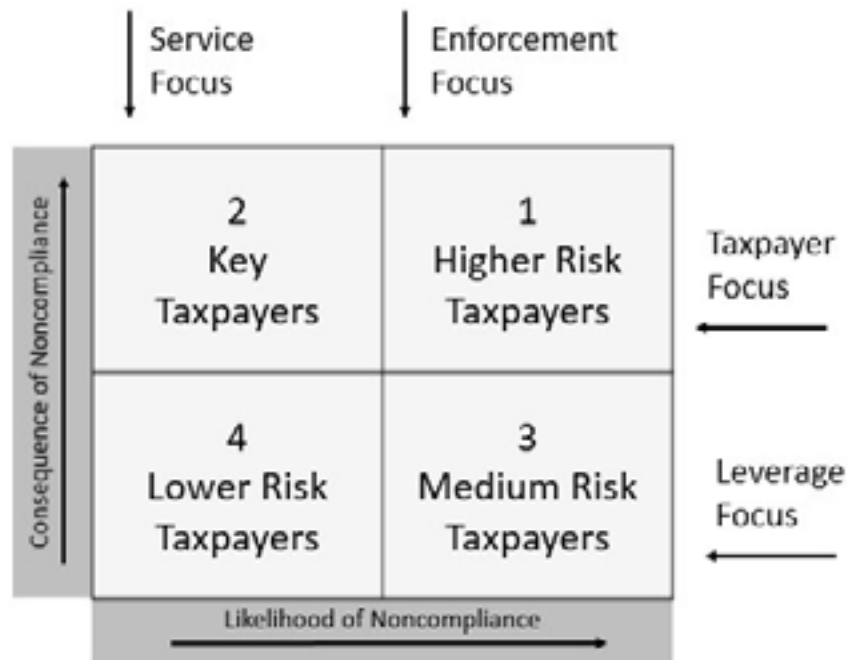 Service
Focus
Enforcement
Focus
2
Key
Taxpayers
1
Higher Risk
Taxpayers
Taxpayer
Focus
Consequence of Noncompliance
4
Lower Risk
Taxpayers
3
Medium Risk
Taxpayers
Leverage
Focus
Likelihood of Noncompliance